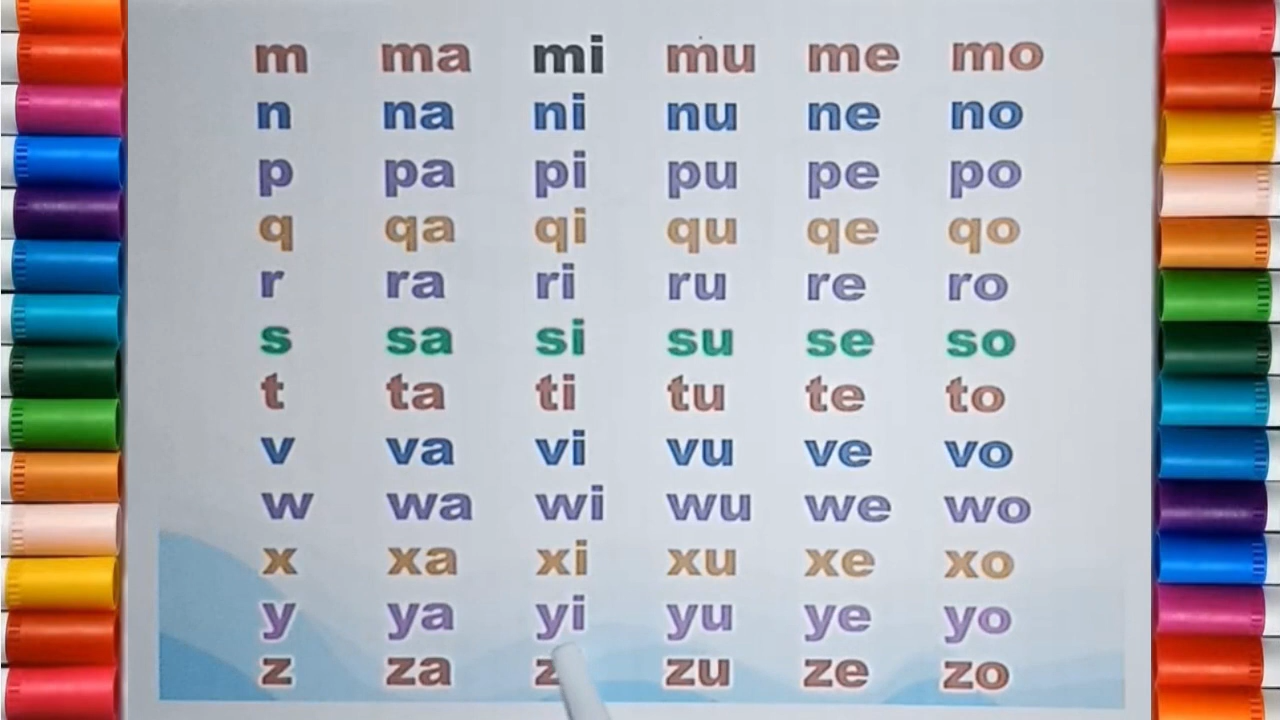 m ma mi mu me mo
n na ni nu ne no
p pa pi pu pe po
q qa qi qu qe qo
r ra ri ru re ro
s sa si su se so
t ta ti tu te to
v va vi vu ve vo
w wa wi wu we wo
x xa xi xu xe xo
y ya yi yu ye yo
z za zu ze zo